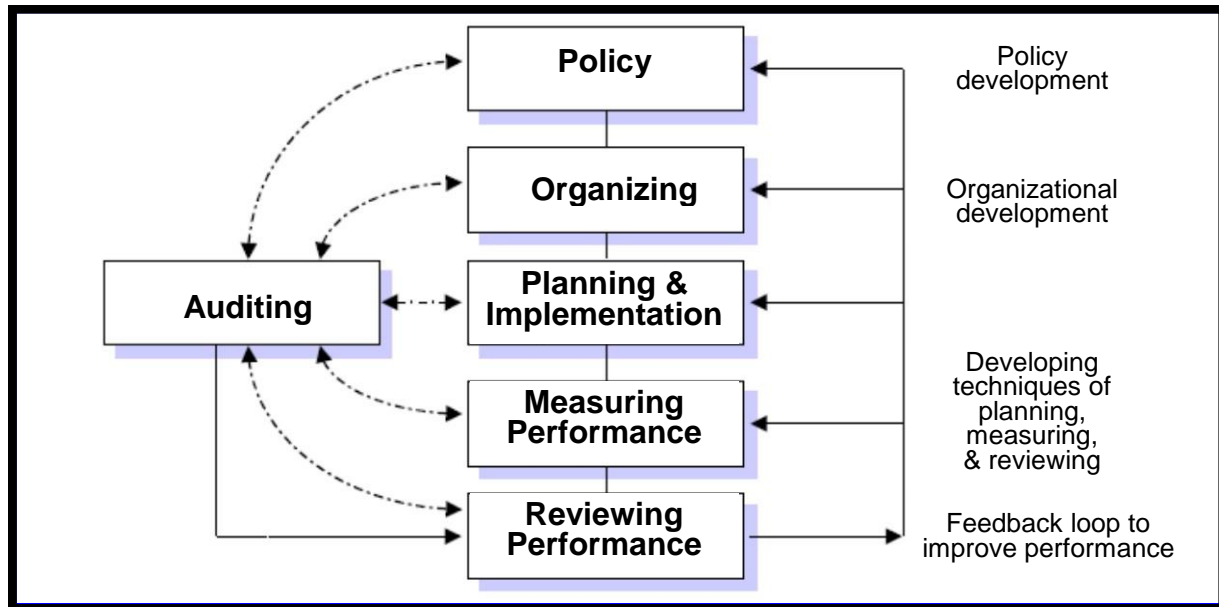 Policy
Policy
development
Organizing
Organizational
development
Auditing
Planning &
Implementation
Measuring
Performance
Developing
techniques of
planning,
measuring,
& reviewing
Reviewing
Performance
Feedback loop to
improve performance